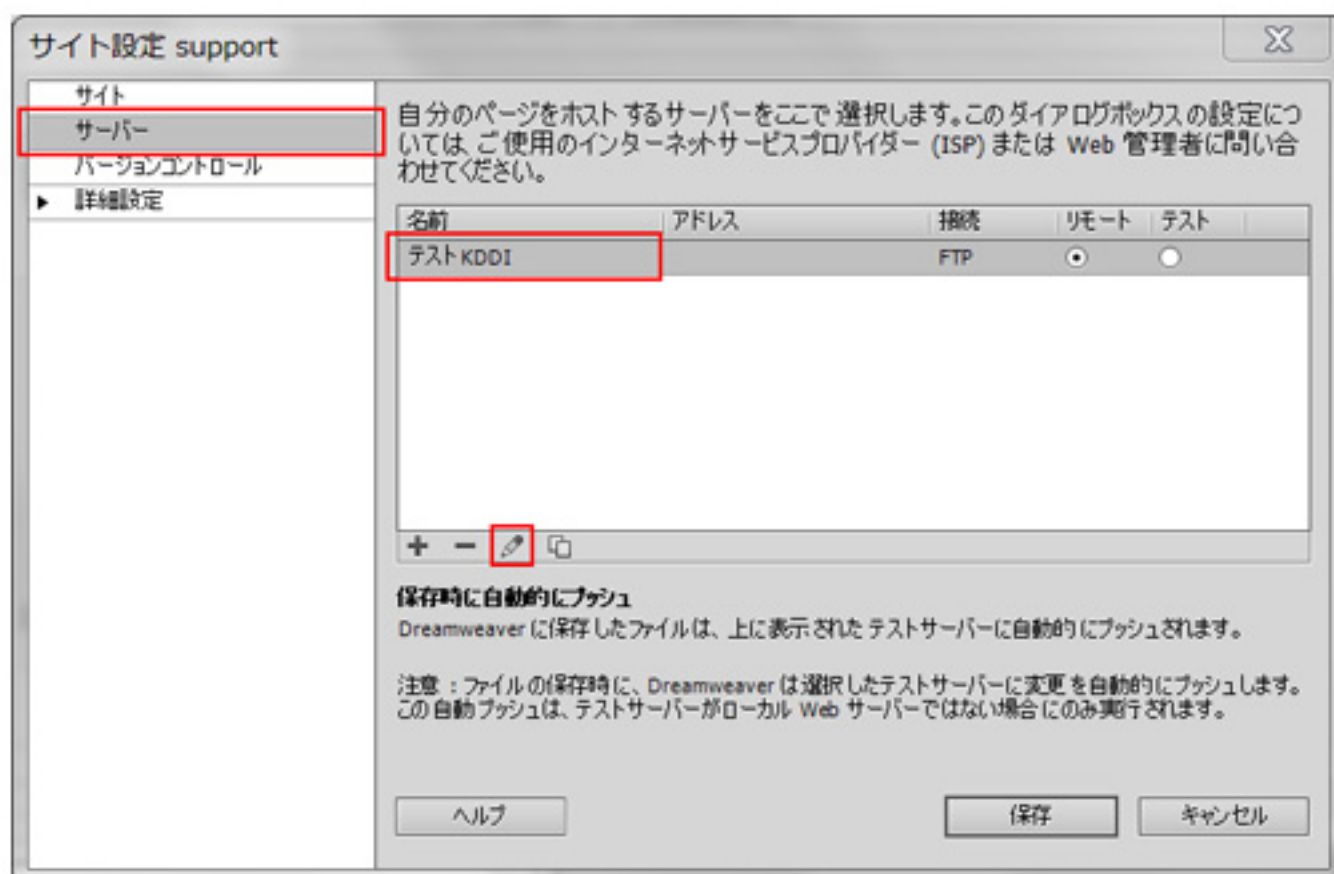 サイト設定 support
サイト
サーバー
バージョンコントロール
詳細設定
自分のページをホストするサーバーをここで選択します。このダイアログボックスの設定につ
いては、ご使用のインターネットサービスプロバイダー (ISP) または Web 管理者に問い合
わせてください。
名前 アドレス 接続 リモート テスト
テストKDDI FTP
保存時に自動的にプッシュ
Dreamweaver に保存したファイルは、上に表示されたテストサーバーに自動的にプッシュされます。
注意 : ファイルの保存時に、Dreamweaver は選択したテストサーバーに変更を自動的にプッシュします。
この自動プッシュは、テストサーバーがローカル Web サーバーではない場合にのみ実行されます。
ヘルプ 保存 キャンセル